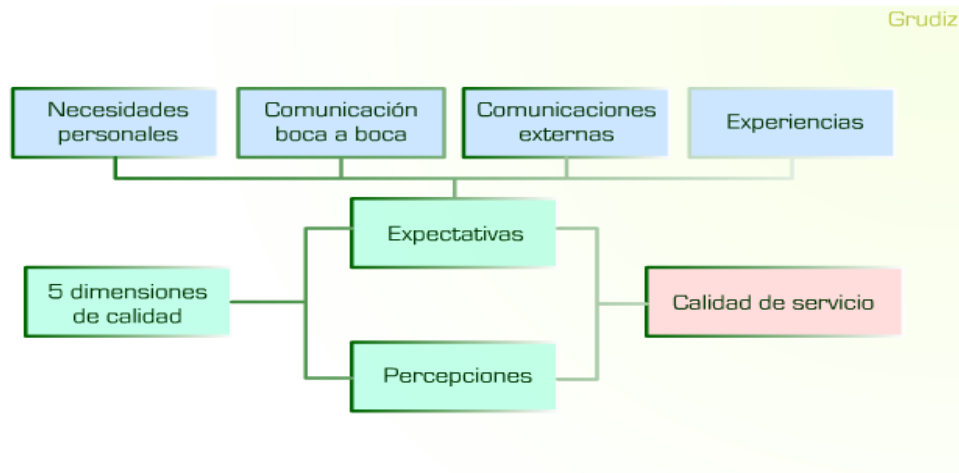 Grudiz
Necesidades
personales
Comunicación
boca a boca
Comunicaciones
externas
Experiencias
Expectativas
5 dimensiones
de calidad
Calidad de servicio
Percepciones